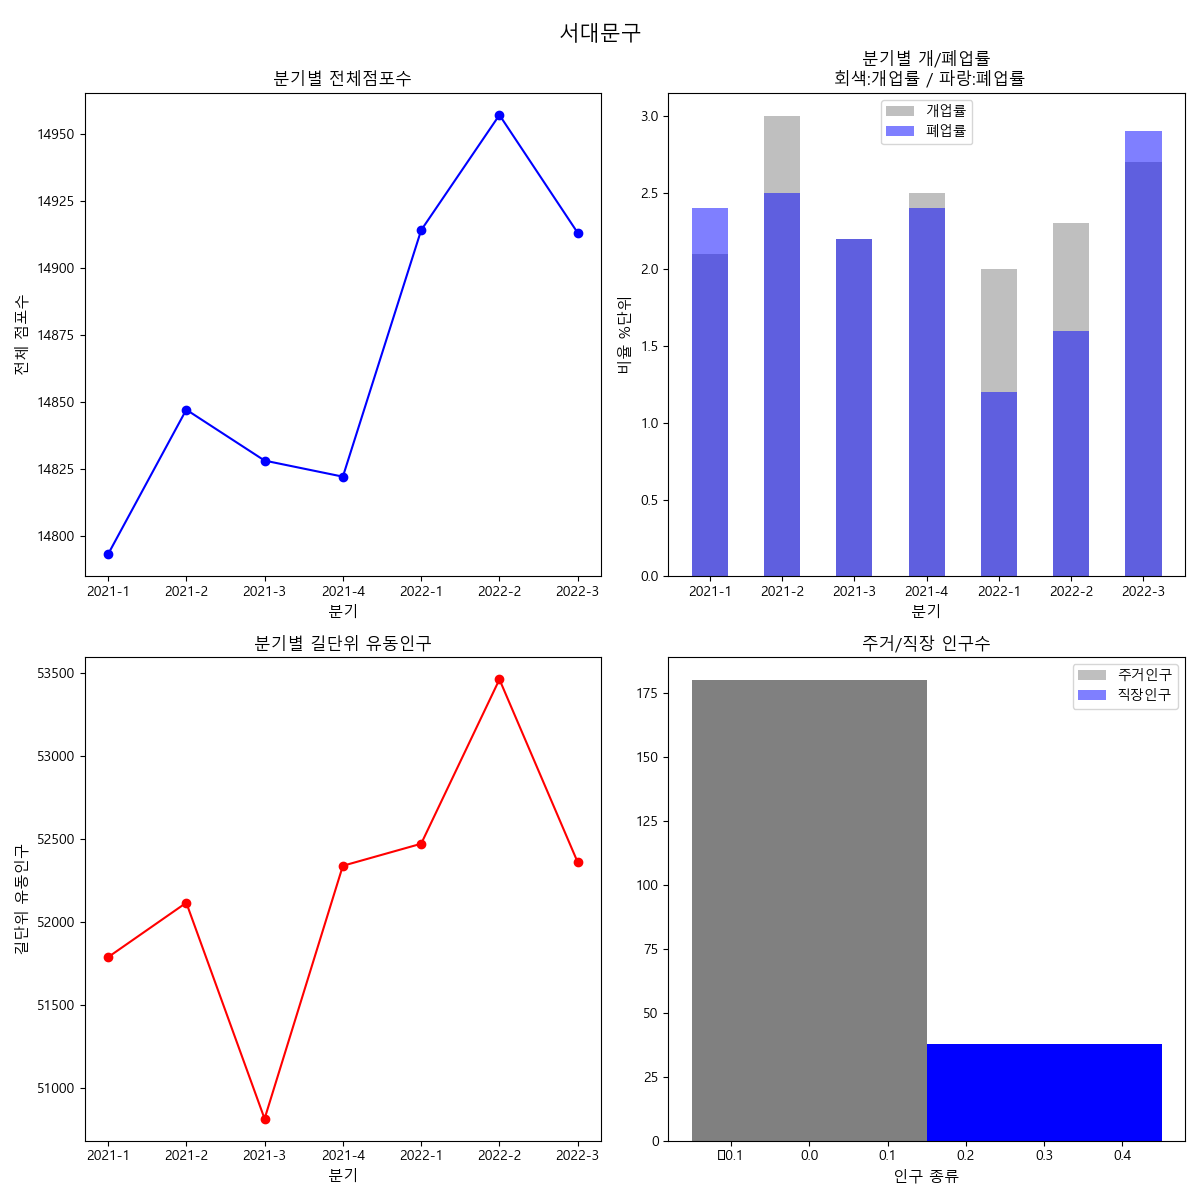 서대문구
분기별 전체점포수
전체 점포수
14950
14925
14900
14875
14850
14825
14800
2021-1 2021-2 2021-3 2021-4 2022-1 2022-2 2022-3
분기
분기별 개/폐업률
회색:개업률 / 파랑:폐업률
개업률
폐업률
비율 %단위
3.0
2.5
2.0
1.5
1.0
0.5
0.0
2021-1 2021-2 2021-3 2021-4 2022-1 2022-2 2022-3
분기
분기별 길단위 유동인구
길단위 유동인구
53500
53000
52500
52000
51500
51000
2021-1 2021-2 2021-3 2021-4 2022-1 2022-2 2022-3
분기
주거/직장 인구수
주거인구
직장인구
175
150
125
100
75
50
25
0
□0.1 0.0 0.1 0.2 0.3 0.4
인구 종류